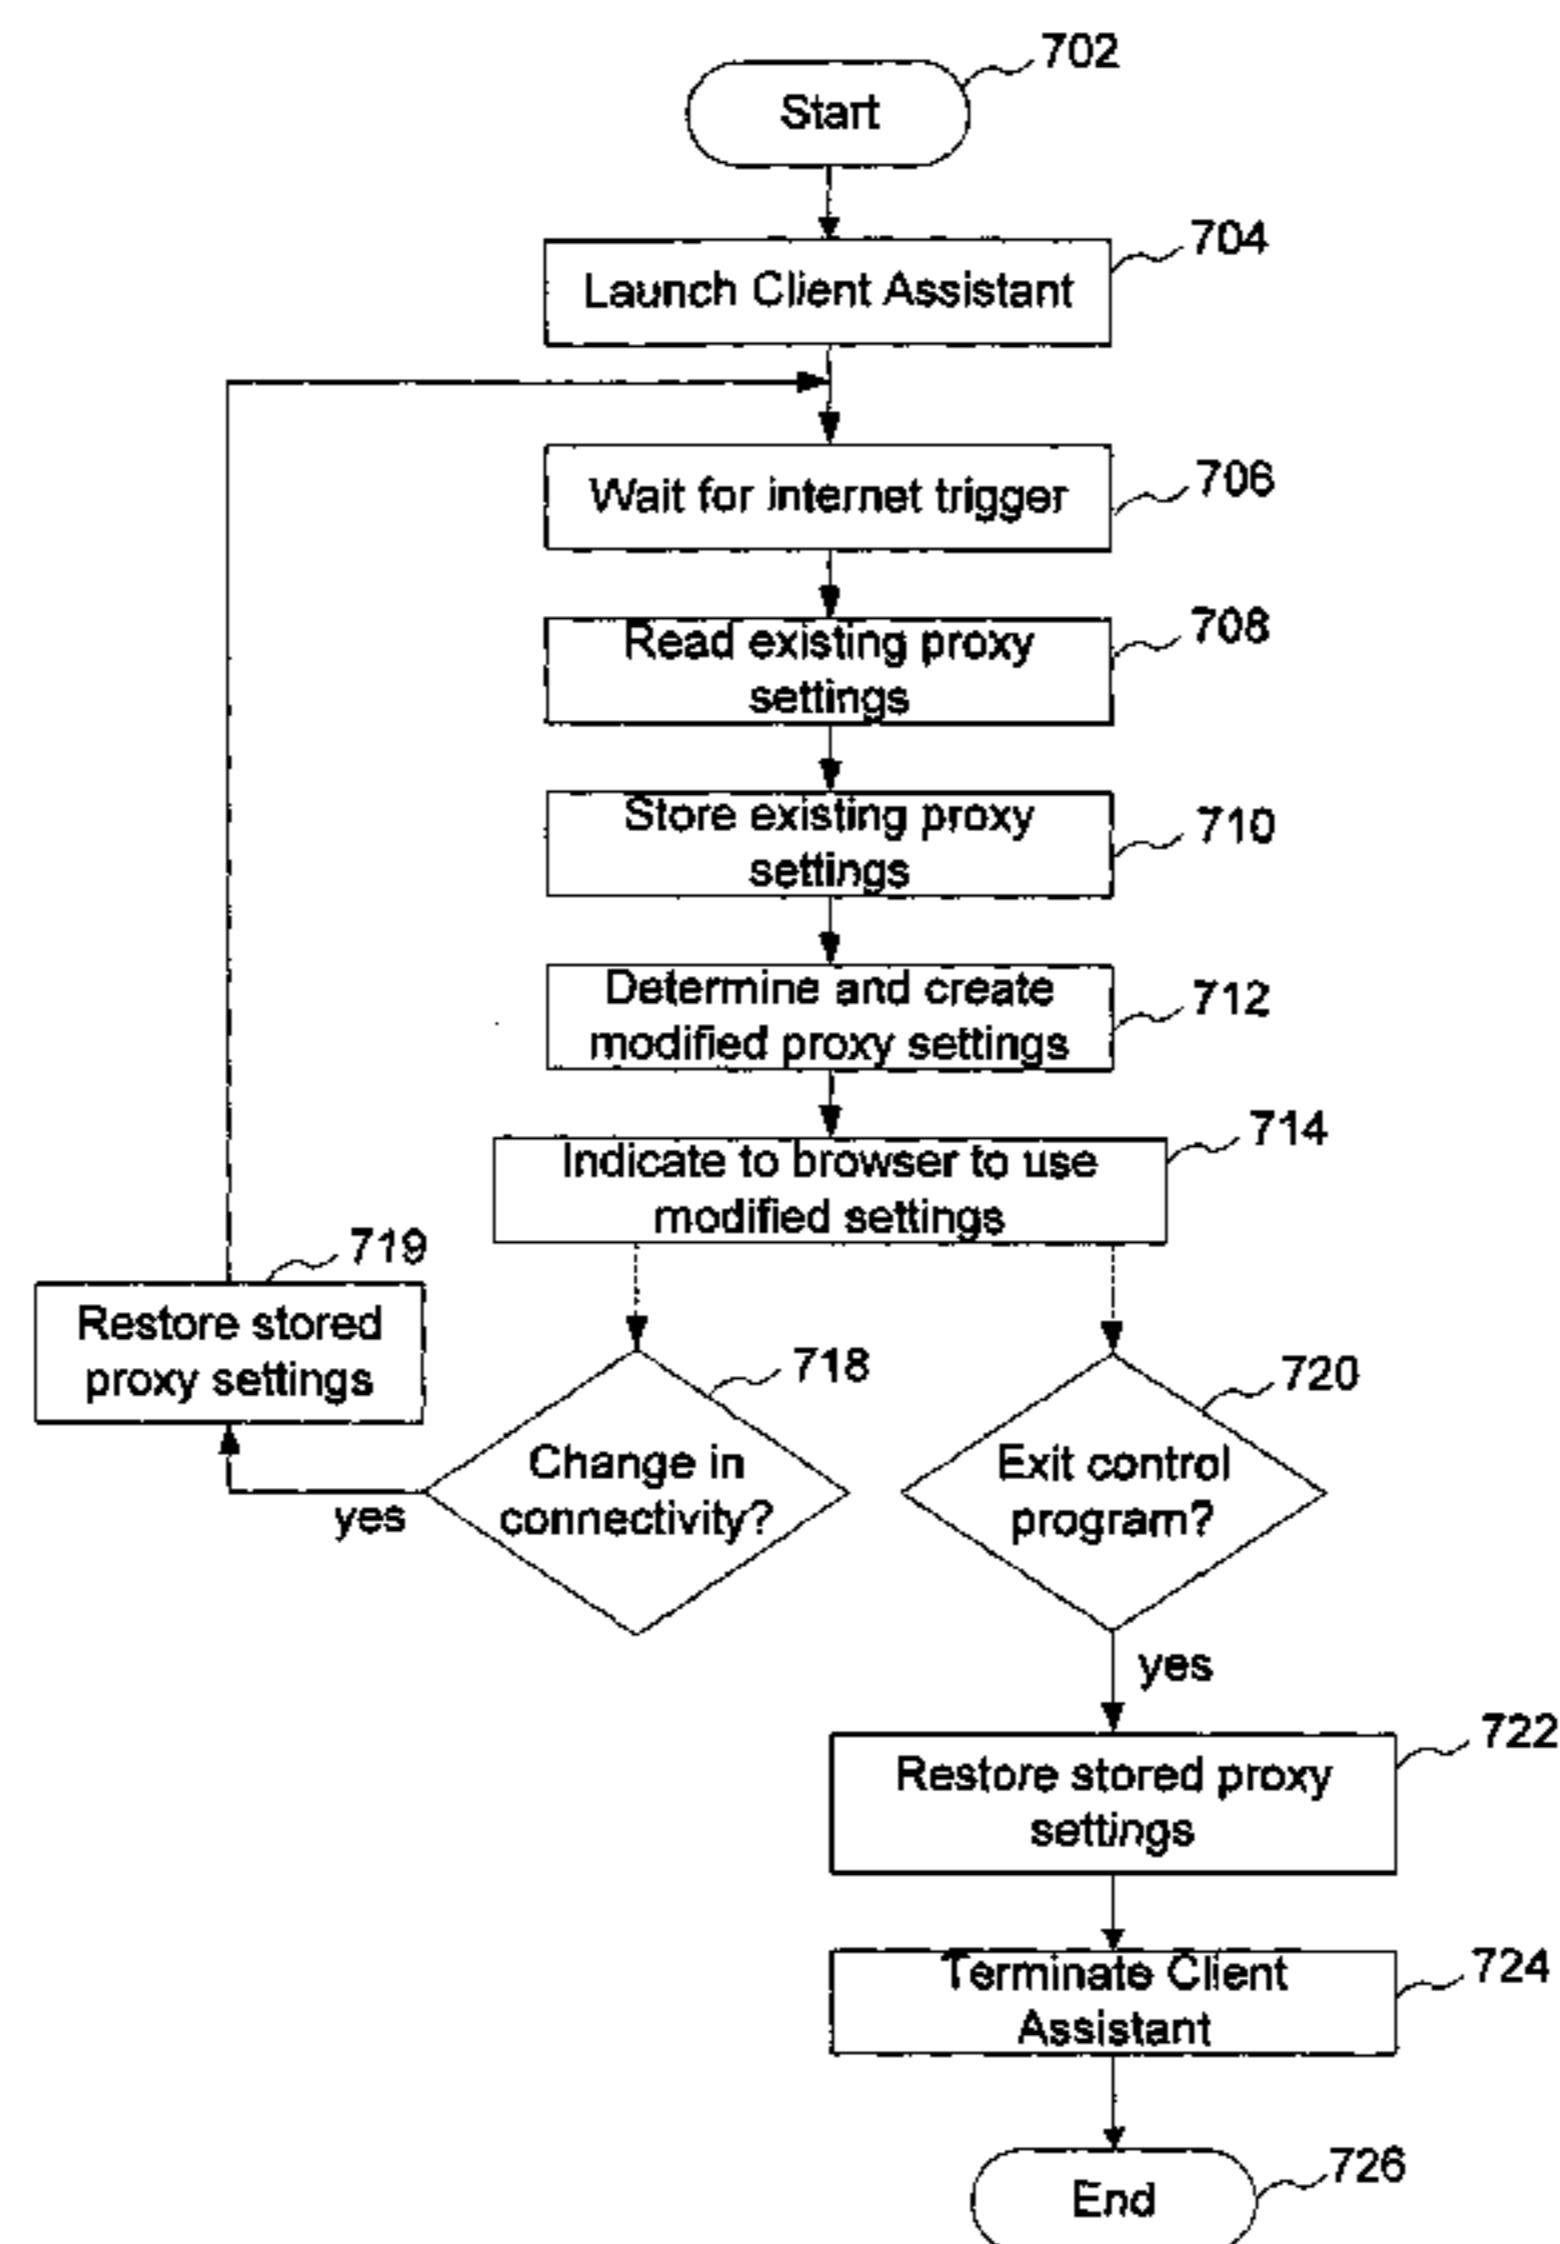 702
Start
704
Launch Client Assistant
706
Wait for internet trigger
708
Read existing proxy
settings
710
Store existing proxy
settings
712
Determine and create
modified proxy settings
714
Indicate to browser to use
modified settings
719
Restore stored
proxy settings
718
Change in
connectivity?
yes
720
Exit control
program?
yes
722
Restore stored proxy
settings
724
Terminate Client
Assistant
726
End